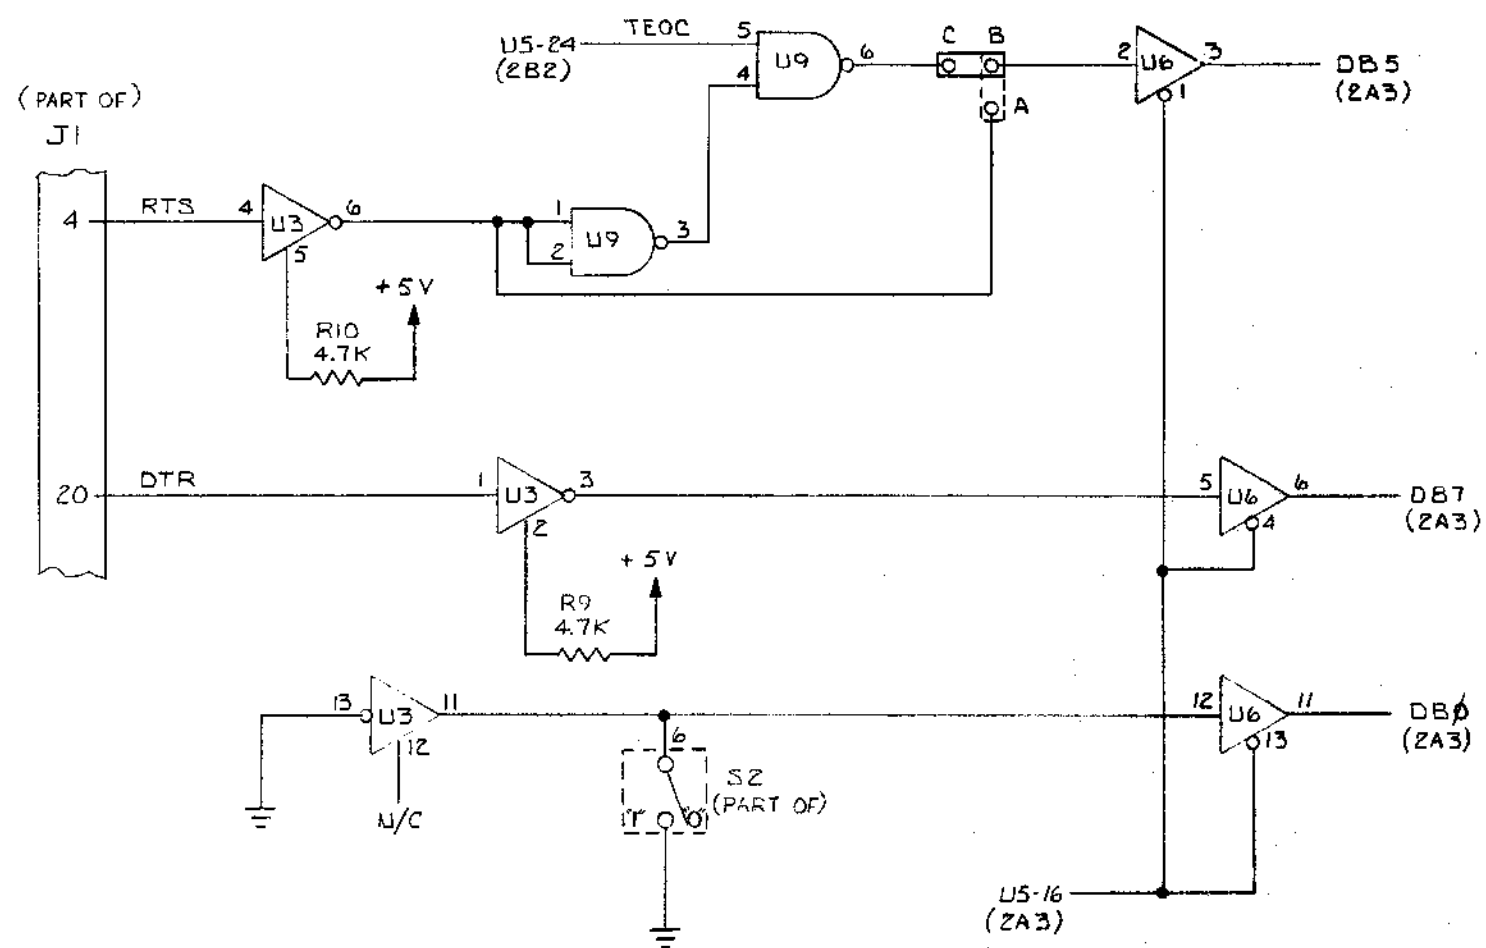 TEOC
U5-24
(2B2)
5
4
U9
6
C B
A
2
U6
3
1
DB5
(2A3)
(PART OF)
J1
4
RTS
4
U3
6
5
1
2
U9
3
+5V
R10
4.7K
20
DTR
1
U3
3
2
5
U6
6
4
DB7
(2A3)
+5V
R9
4.7K
13
U3
11
12
N/C
6
S2
(PART OF)
"1" "0"
12
U6
11
13
DBØ
(2A3)
U5-16
(2A3)